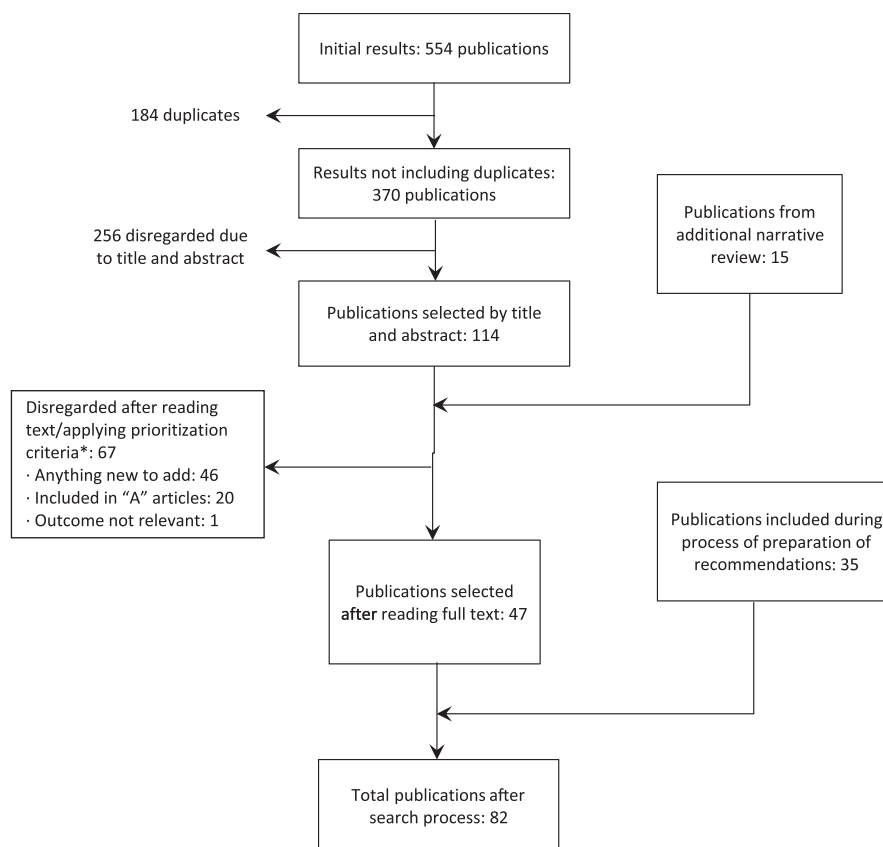 Initial results: 554 publications
184 duplicates
Results not including duplicates:
370 publications
256 disregarded due
to title and abstract
Publications from
additional narrative
review: 15
Publications selected by title
and abstract: 114
Disregarded after reading
text/applying prioritization
criteria*: 67
· Anything new to add: 46
· Included in “A” articles: 20
· Outcome not relevant: 1
Publications included during
process of preparation of
recommendations: 35
Publications selected
after reading full text: 47
Total publications after
search process: 82